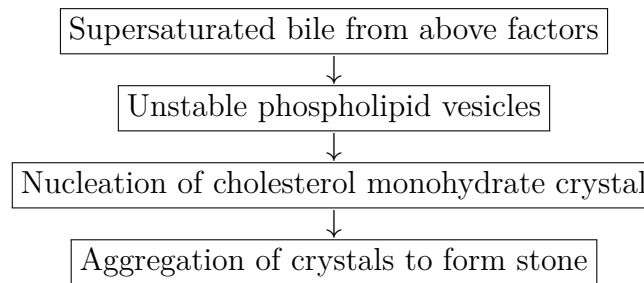 Supersaturated bile from above factors
Unstable phospholipid vesicles
Nucleation of cholesterol monohydrate crystal
Aggregation of crystals to form stone